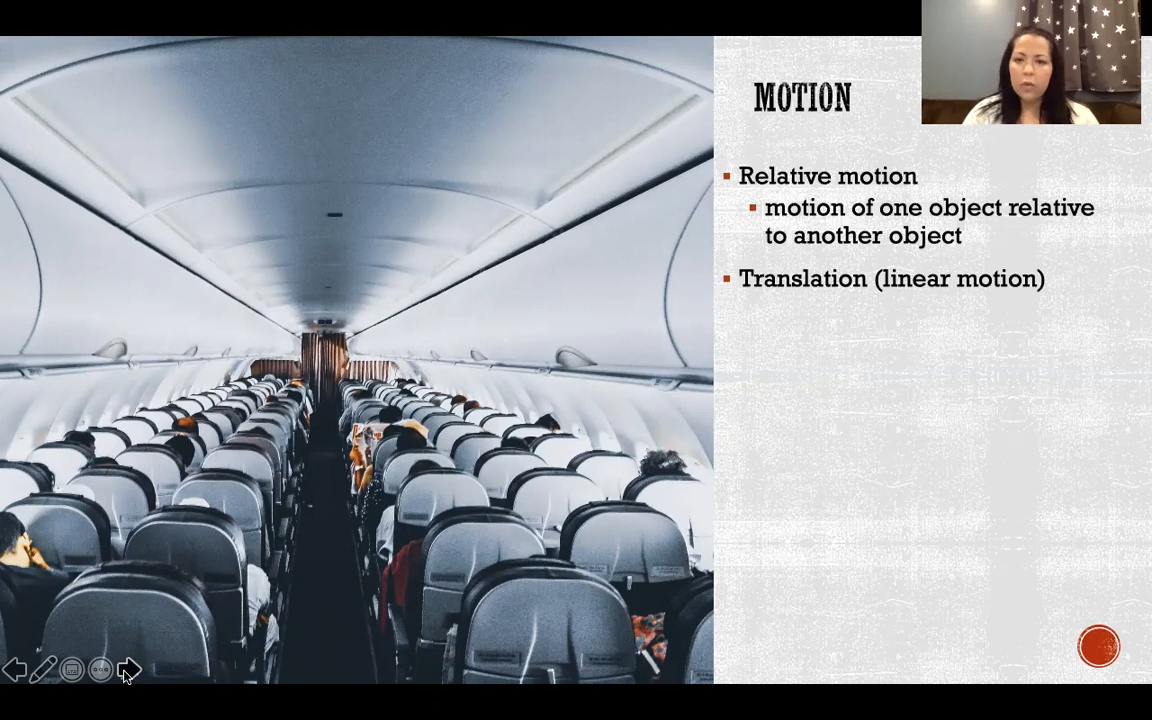 MOTION
Relative motion
motion of one object relative
to another object
Translation (linear motion)